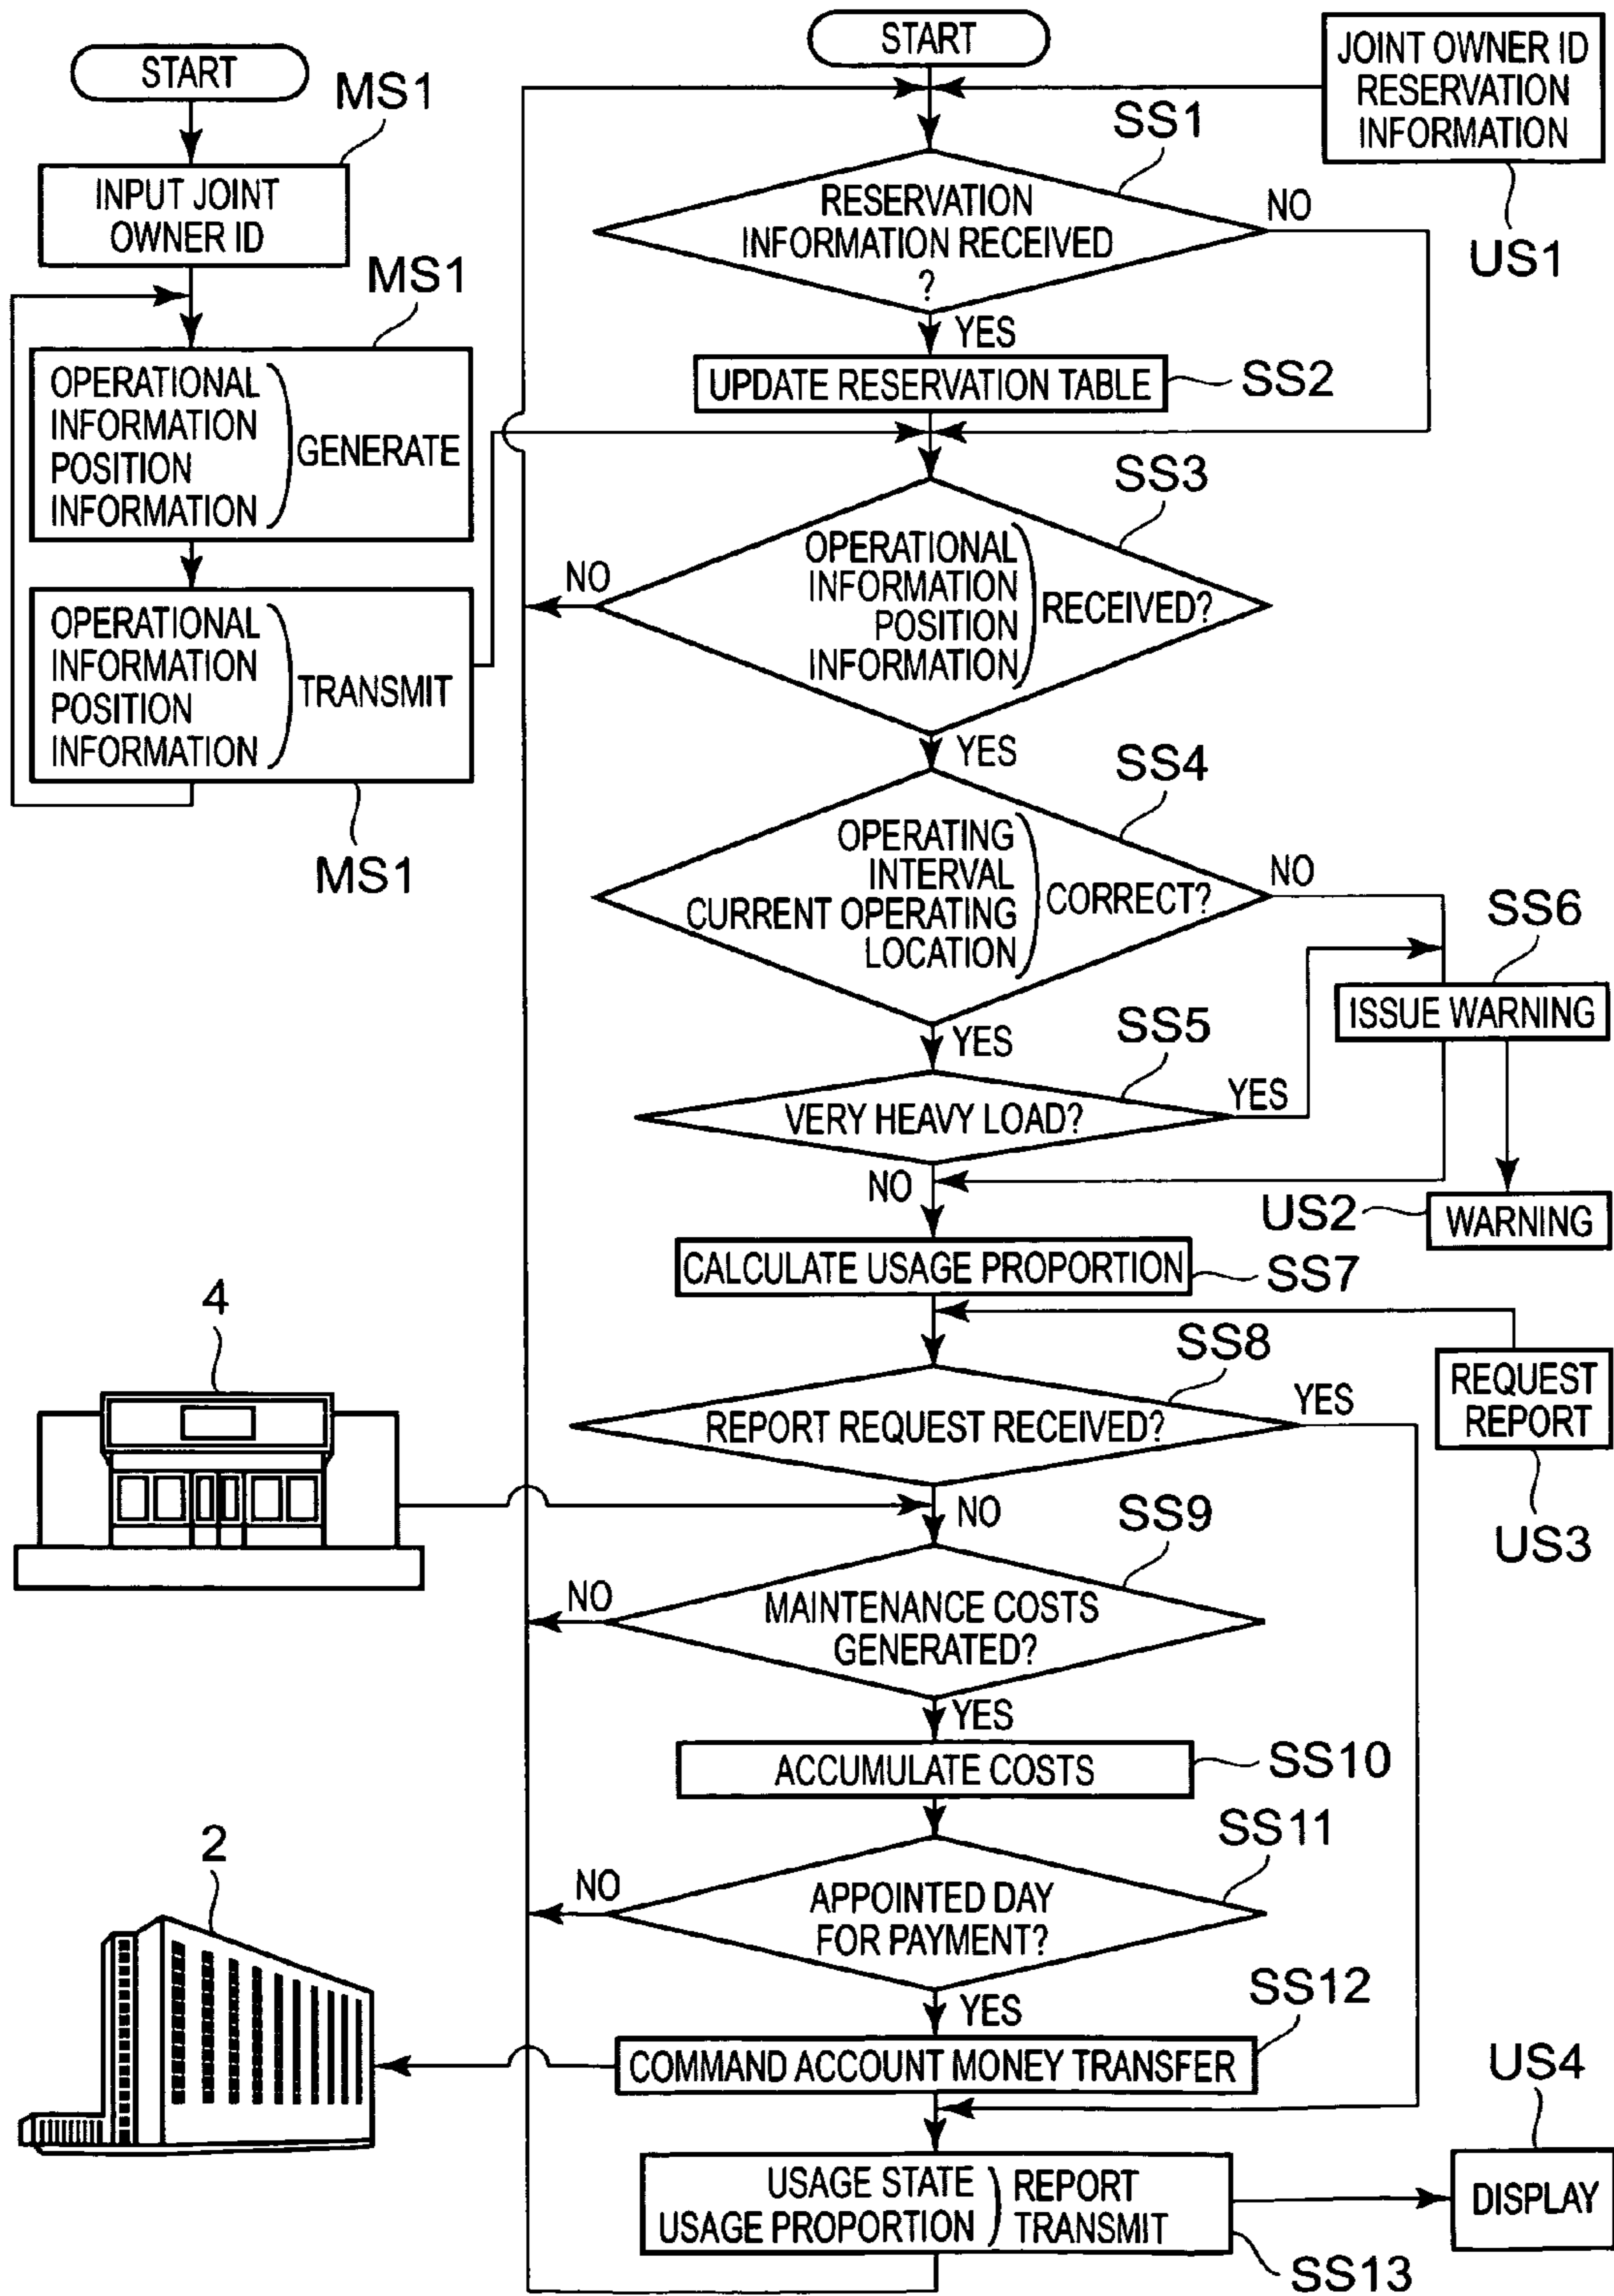 START
MS1
INPUT JOINT
OWNER ID
MS1
OPERATIONAL
INFORMATION
POSITION
INFORMATION
GENERATE
OPERATIONAL
INFORMATION
POSITION
INFORMATION
TRANSMIT
MS1
START
JOINT OWNER ID
RESERVATION
INFORMATION
US1
SS1
RESERVATION
INFORMATION RECEIVED
?
NO
YES
UPDATE RESERVATION TABLE
SS2
SS3
OPERATIONAL
INFORMATION
POSITION
INFORMATION
RECEIVED?
NO
YES
SS4
OPERATING
INTERVAL
CURRENT OPERATING
LOCATION
CORRECT?
NO
YES
SS6
ISSUE WARNING
SS5
VERY HEAVY LOAD?
YES
NO
US2
WARNING
CALCULATE USAGE PROPORTION
SS7
4
SS8
REPORT REQUEST RECEIVED?
YES
REQUEST
REPORT
US3
NO
SS9
MAINTENANCE COSTS
GENERATED?
NO
YES
ACCUMULATE COSTS
SS10
2
SS11
APPOINTED DAY
FOR PAYMENT?
NO
YES
SS12
COMMAND ACCOUNT MONEY TRANSFER
US4
USAGE STATE
USAGE PROPORTION
REPORT
TRANSMIT
DISPLAY
SS13